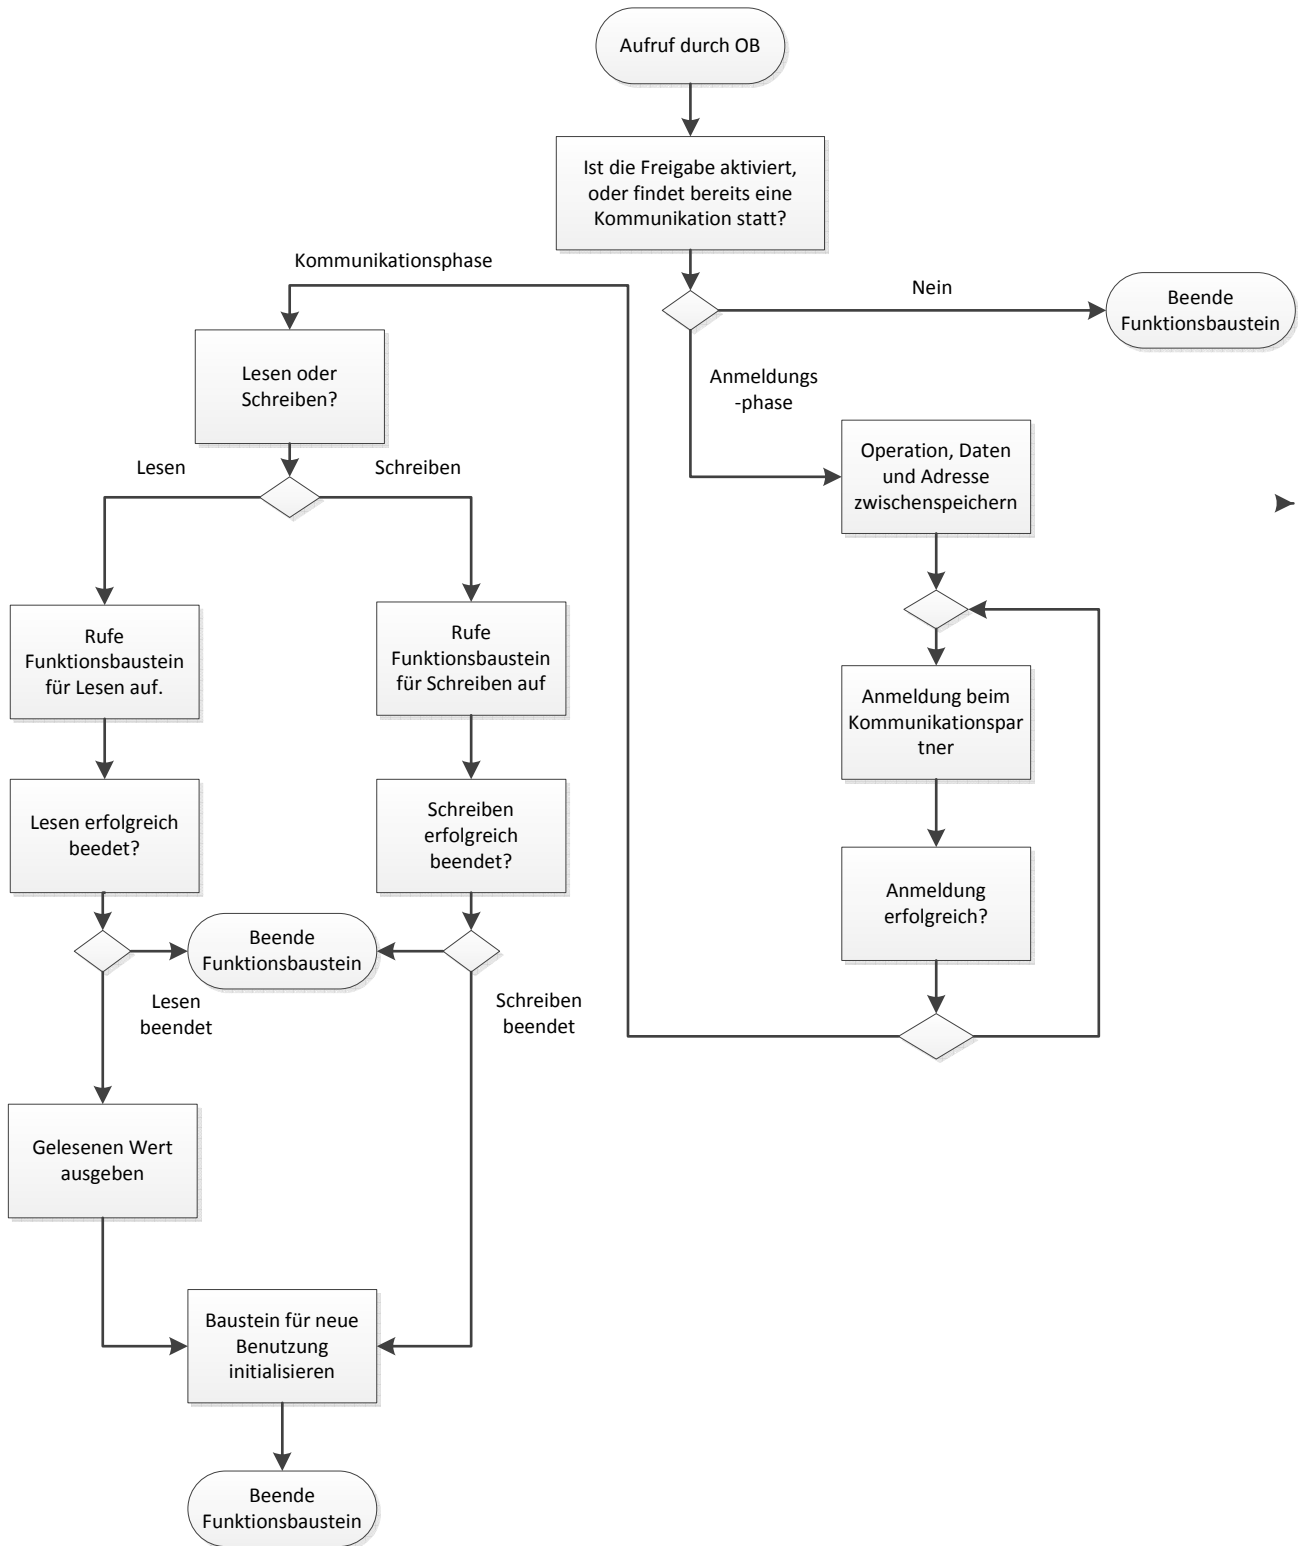 Aufruf durch OB
Ist die Freigabe aktiviert,
oder findet bereits eine
Kommunikation statt?
Kommunikationsphase
Nein
Beende
Funktionsbaustein
Lesen oder
Schreiben?
Anmeldungs
-phase
Operation, Daten
und Adresse
zwischenspeichern
Lesen
Schreiben
Rufe
Funktionsbaustein
für Lesen auf.
Rufe
Funktionsbaustein
für Schreiben auf
Anmeldung beim
Kommunikationspar
tner
Lesen erfolgreich
beedet?
Schreiben
erfolgreich
beendet?
Anmeldung
erfolgreich?
Beende
Funktionsbaustein
Lesen
beendet
Schreiben
beendet
Gelesenen Wert
ausgeben
Baustein für neue
Benutzung
initialisieren
Beende
Funktionsbaustein